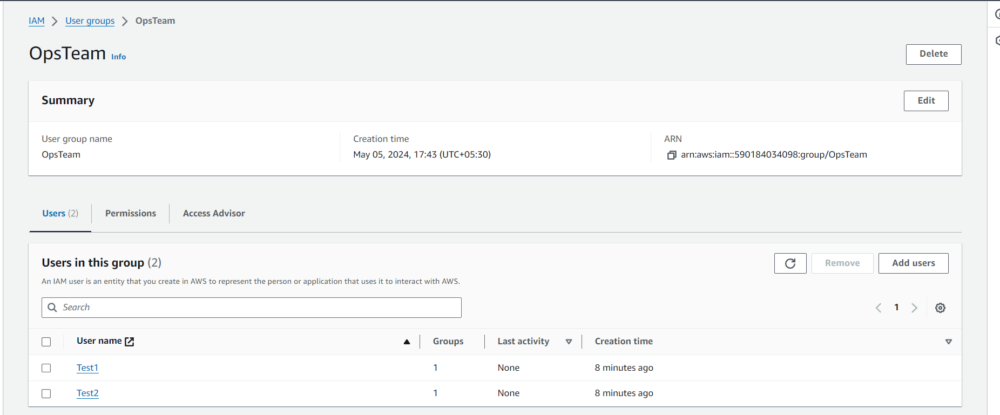 IAM > User groups > OpsTeam
OpsTeam Info
Delete
Summary
Edit
User group name
OpsTeam
Creation time
May 05, 2024, 17:43 (UTC+05:30)
ARN
arn:aws:iam::590184034098:group/OpsTeam
Users (2)
Permissions
Access Advisor
Users in this group (2)
Remove
Add users
An IAM user is an entity that you create in AWS to represent the person or application that uses it to interact with AWS.
Search
1
User name
Groups
Last activity
Creation time
Test1 1 None 8 minutes ago
Test2 1 None 8 minutes ago